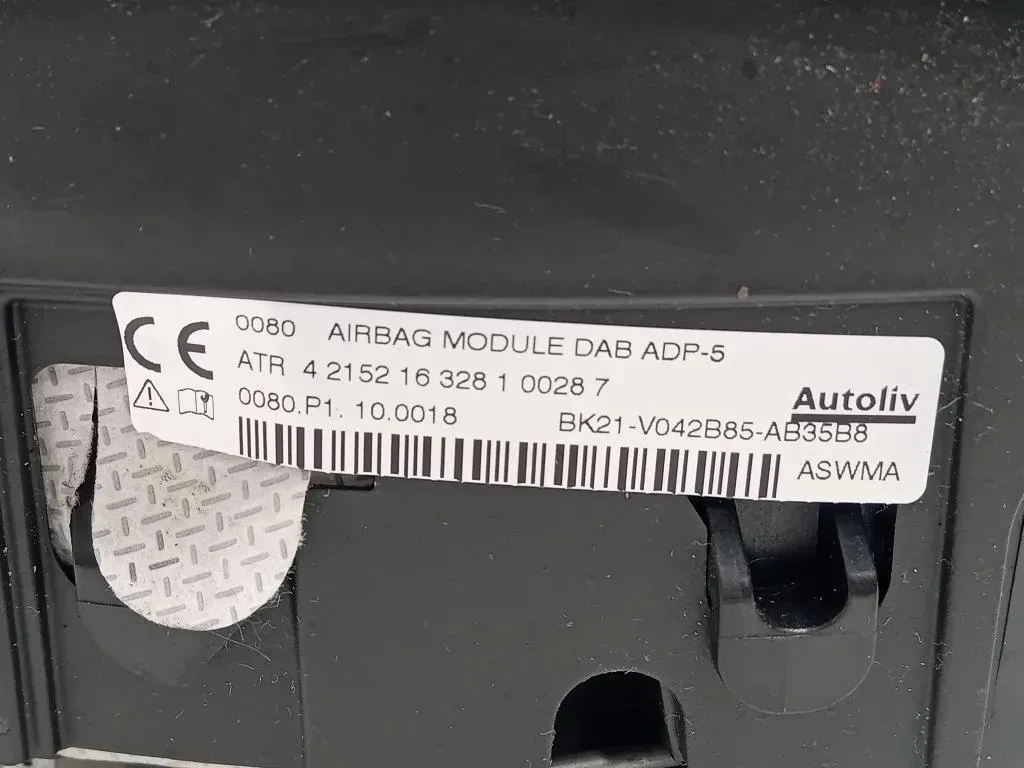 CE 0080 AIRBAG MODULE DAB ADP-5
ATR 4 2152 16 328 1 0028 7
Autoliv
0080.P1. 10.0018 BK21-V042B85-AB35B8
ASWMA